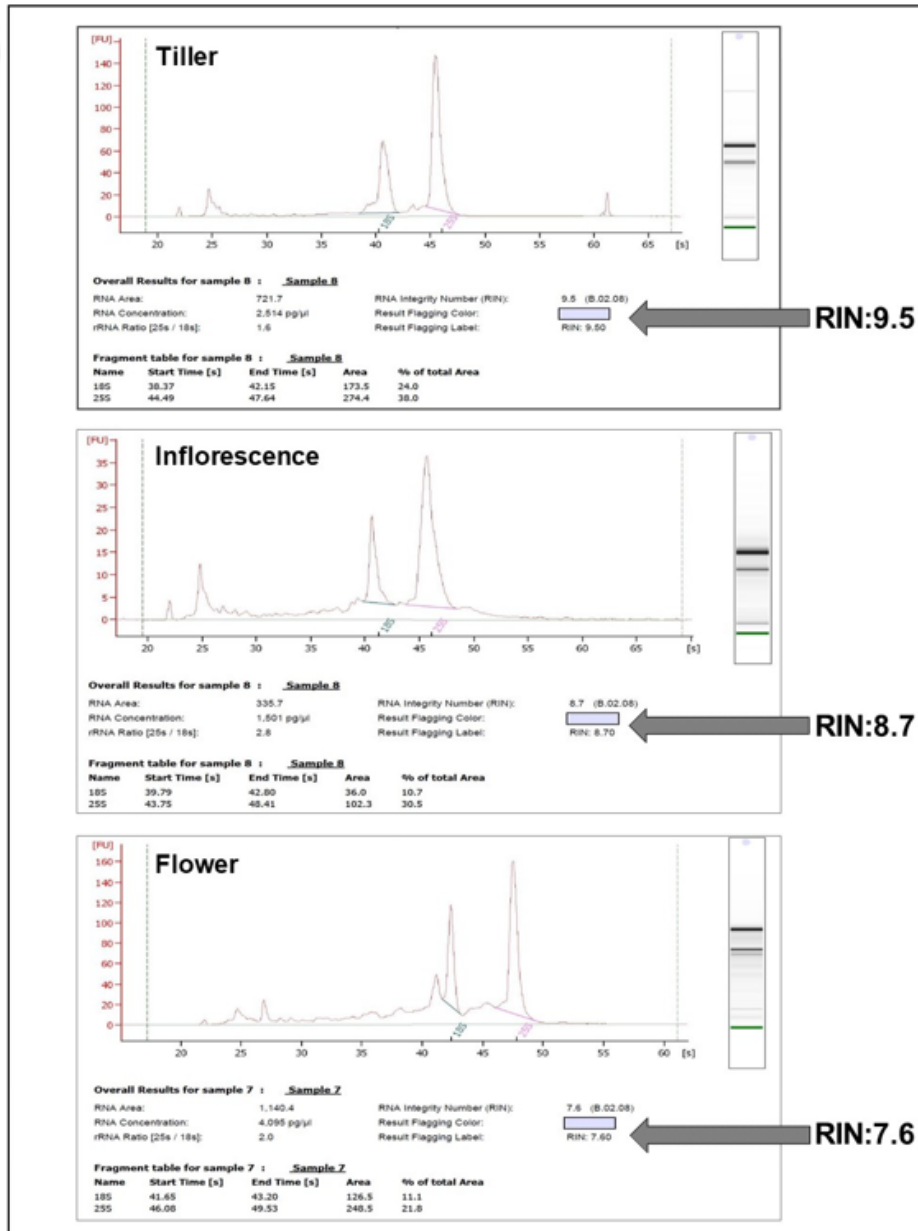 [FU]
Tiller
140
120
100
80
60
40
20
0
18S
25S
20 25 30 35 40 45 50 55 60 65 [s]
Overall Results for sample 8 : Sample 8
RNA Area: 721.7 RNA Integrity Number (RIN): 9.5 (B.02.08)
RNA Concentration: 2,514 pg/µl Result Flagging Color:
rRNA Ratio [25s / 18s]: 1.6 Result Flagging Label: RIN: 9.50
RIN:9.5
Fragment table for sample 8 : Sample 8
Name Start Time [s] End Time [s] Area % of total Area
18S 38.37 42.15 173.5 24.0
25S 44.49 47.64 274.4 38.0
[FU]
Inflorescence
35
30
25
20
15
10
5
0
18S
25S
20 25 30 35 40 45 50 55 60 65 [s]
Overall Results for sample 8 : Sample 8
RNA Area: 335.7 RNA Integrity Number (RIN): 8.7 (B.02.08)
RNA Concentration: 1,501 pg/µl Result Flagging Color:
rRNA Ratio [25s / 18s]: 2.8 Result Flagging Label: RIN: 8.70
RIN:8.7
Fragment table for sample 8 : Sample 8
Name Start Time [s] End Time [s] Area % of total Area
18S 39.79 42.80 36.0 10.7
25S 43.75 48.41 102.3 30.5
[FU]
Flower
160
140
120
100
80
60
40
20
0
18S
25S
20 25 30 35 40 45 50 55 60 [s]
Overall Results for sample 7 : Sample 7
RNA Area: 1,140.4 RNA Integrity Number (RIN): 7.6 (B.02.08)
RNA Concentration: 4,095 pg/µl Result Flagging Color:
rRNA Ratio [25s / 18s]: 2.0 Result Flagging Label: RIN: 7.60
RIN:7.6
Fragment table for sample 7 : Sample 7
Name Start Time [s] End Time [s] Area % of total Area
18S 41.65 43.20 126.5 11.1
25S 46.08 49.53 248.5 21.8